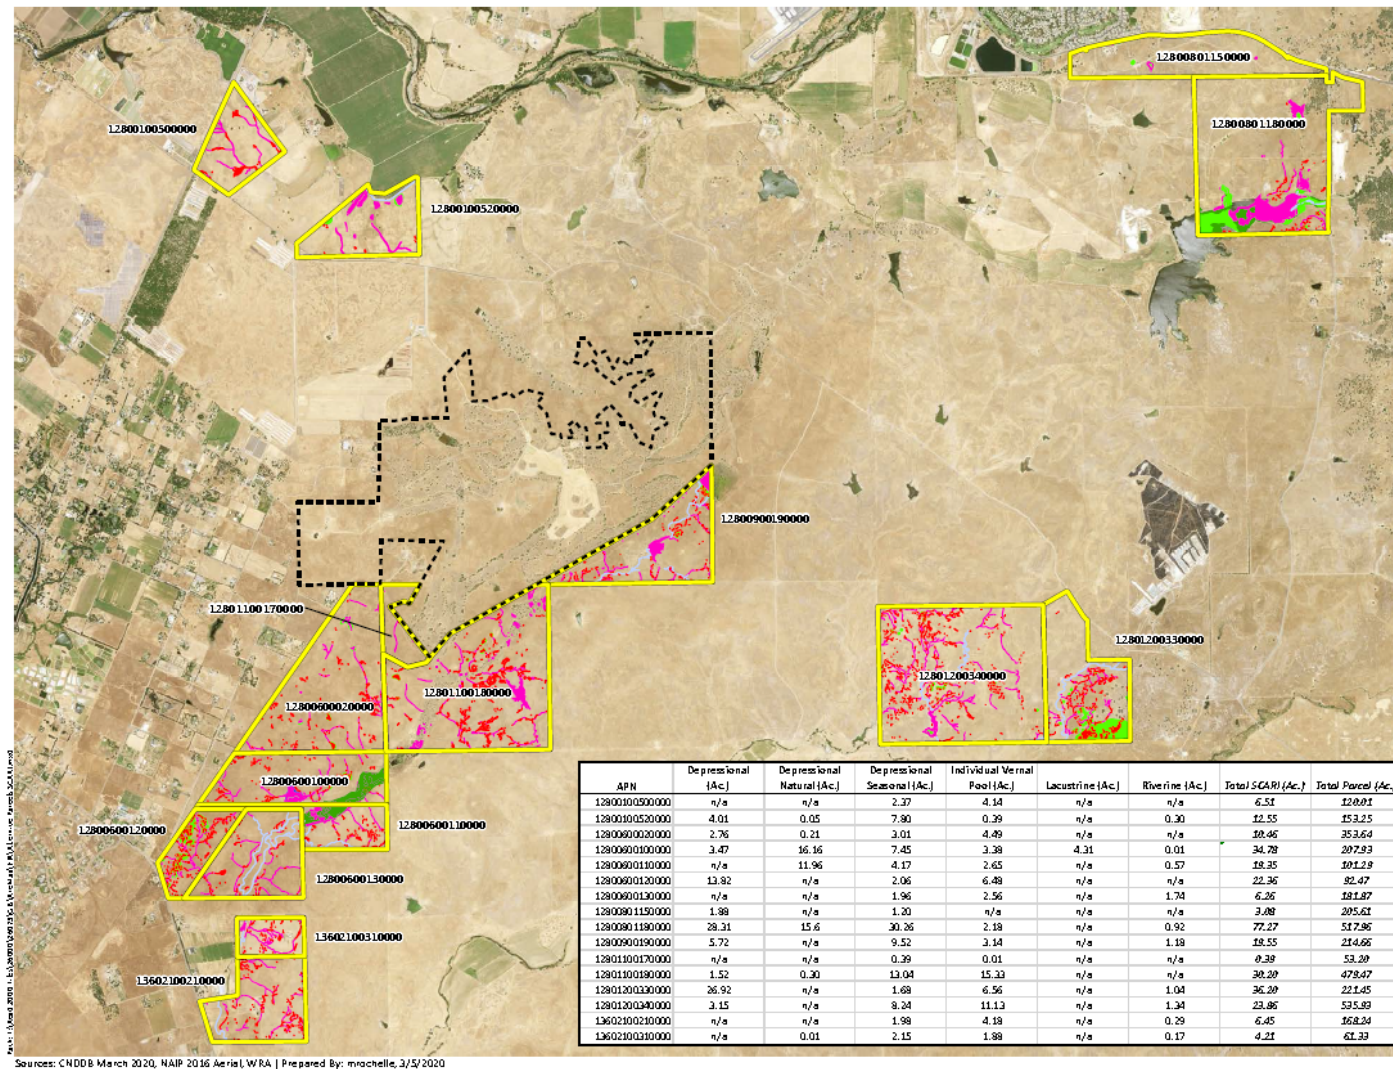 12800801150000
12800100500000
12800801180000
12800100520000
12800900190000
12801100170000
12801200330000
12801200340000
12801100180000
12800600020000
12800600100000
12800600110000
12800600120000
12800600130000
13602100310000
13602100210000
APN Depressional (Ac.) Depressional Natural (Ac.) Depressional Seasonal (Ac.) Individual Vernal Pool (Ac.) Lacustrine (Ac.) Riverine (Ac.) Total SCARI (Ac.) Total Parcel (Ac.)
12800100500000 n/a n/a 2.37 4.14 n/a n/a 6.51 120.01
12800100520000 4.01 0.05 7.80 0.39 n/a 0.30 12.55 153.25
12800600020000 2.76 0.21 3.01 4.49 n/a n/a 10.46 353.64
12800600100000 3.47 16.16 7.45 3.38 4.31 0.01 34.78 207.93
12800600110000 n/a 11.96 4.17 2.65 n/a 0.57 19.35 101.29
12800600120000 13.82 n/a 2.06 6.48 n/a n/a 22.36 92.47
12800600130000 n/a n/a 1.96 2.56 n/a 1.74 6.26 181.87
12800801150000 1.88 n/a 1.20 n/a n/a n/a 3.08 205.61
12800801180000 28.31 15.6 30.26 2.18 n/a 0.92 77.27 517.96
12800900190000 5.72 n/a 9.52 3.14 n/a 1.18 19.55 214.66
12801100170000 n/a n/a 0.39 0.01 n/a n/a 0.39 53.20
12801100180000 1.52 0.30 13.04 15.33 n/a n/a 30.20 479.47
12801200330000 26.92 n/a 1.68 6.56 n/a 1.04 36.20 221.45
12801200340000 3.15 n/a 8.24 11.13 n/a 1.34 23.86 535.93
13602100210000 n/a n/a 1.98 4.18 n/a 0.29 6.45 168.24
13602100310000 n/a 0.01 2.15 1.88 n/a 0.17 4.21 61.33
Sources: CNDDB March 2020, NAIP 2016 Aerial, WRA | Prepared By: mrochelle, 3/5/2020